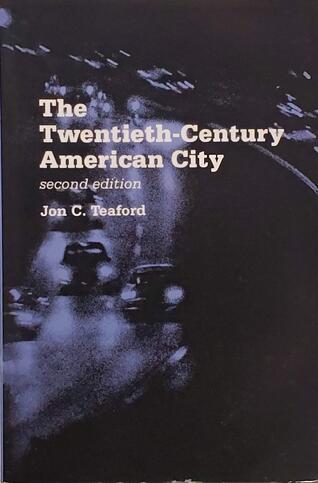 The
Twentieth-Century
American City
second edition
Jon C. Teaford